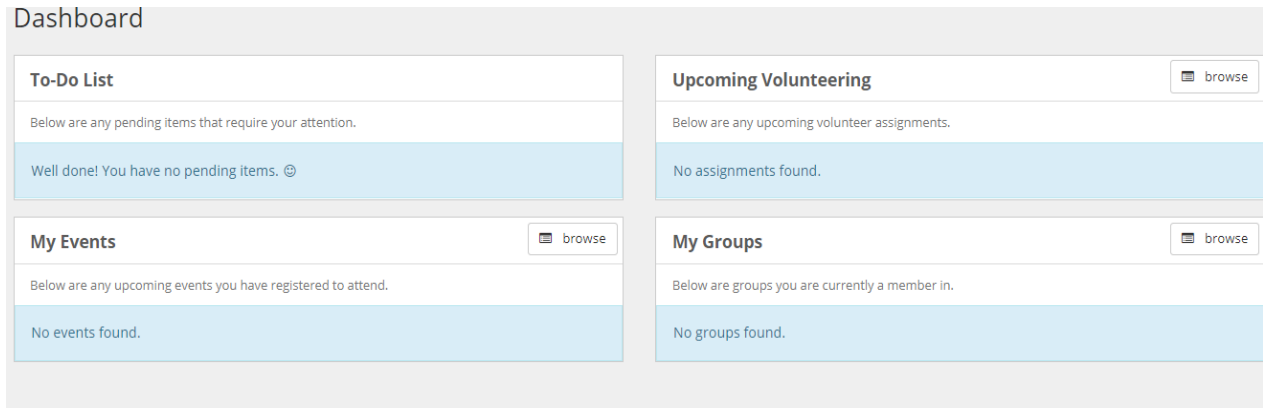 Dashboard
To-Do List
Below are any pending items that require your attention.
Well done! You have no pending items. ☺
Upcoming Volunteering
browse
Below are any upcoming volunteer assignments.
No assignments found.
My Events
browse
Below are any upcoming events you have registered to attend.
No events found.
My Groups
browse
Below are groups you are currently a member in.
No groups found.